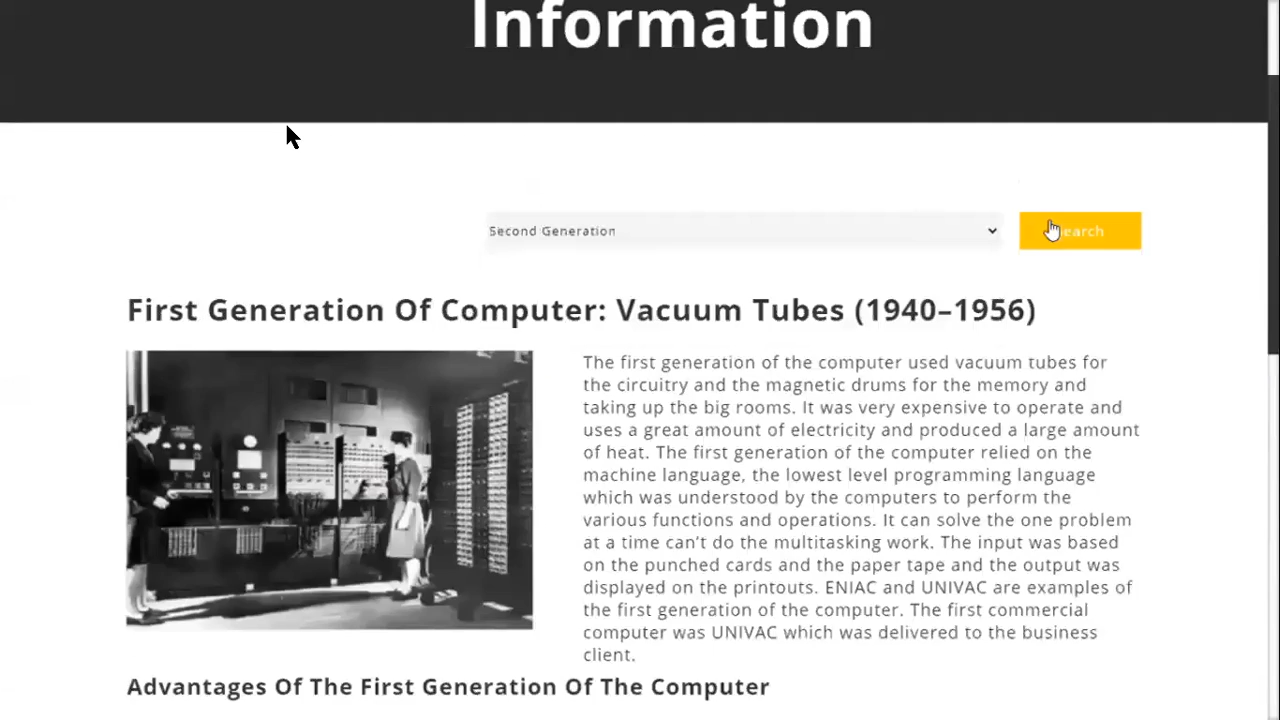 Information
Second Generation
earch
First Generation Of Computer: Vacuum Tubes (1940–1956)
The first generation of the computer used vacuum tubes for
the circuitry and the magnetic drums for the memory and
taking up the big rooms. It was very expensive to operate and
uses a great amount of electricity and produced a large amount
of heat. The first generation of the computer relied on the
machine language, the lowest level programming language
which was understood by the computers to perform the
various functions and operations. It can solve the one problem
at a time can't do the multitasking work. The input was based
on the punched cards and the paper tape and the output was
displayed on the printouts. ENIAC and UNIVAC are examples of
the first generation of the computer. The first commercial
computer was UNIVAC which was delivered to the business
client.
Advantages Of The First Generation Of The Computer